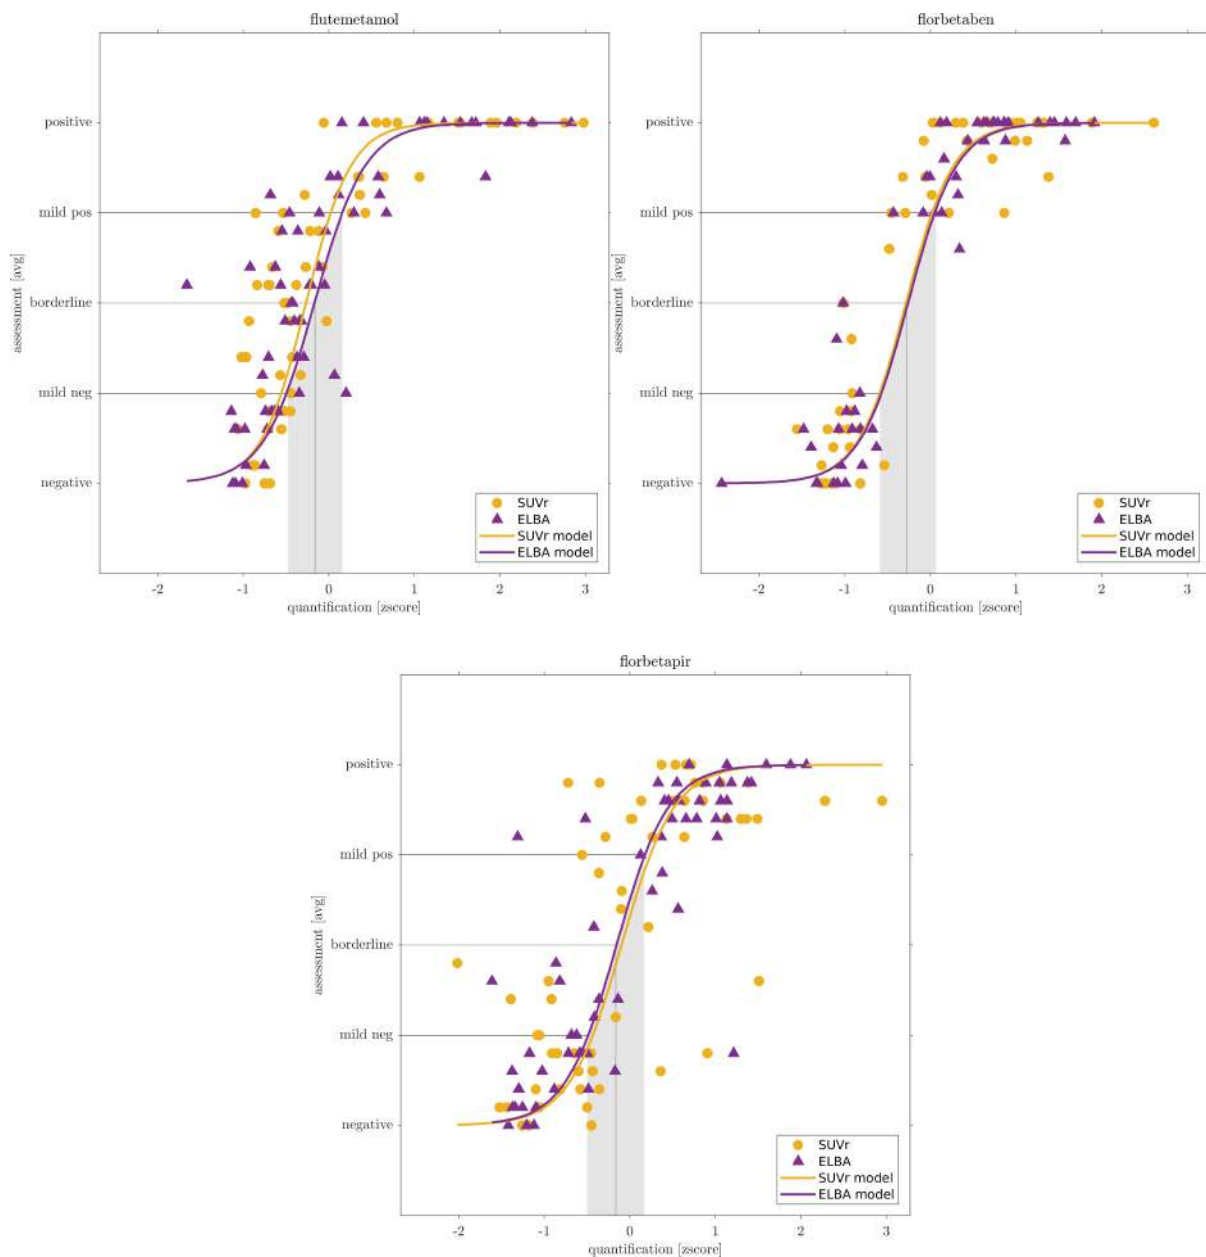 flutemetamol
positive
mild pos
borderline
mild neg
negative
assessment [avg]
-2 -1 0 1 2 3
quantification [zscore]
SUVr
ELBA
SUVr model
ELBA model
florbetaben
positive
mild pos
borderline
mild neg
negative
assessment [avg]
-2 -1 0 1 2 3
quantification [zscore]
SUVr
ELBA
SUVr model
ELBA model
florbetapir
positive
mild pos
borderline
mild neg
negative
assessment [avg]
-2 -1 0 1 2 3
quantification [zscore]
SUVr
ELBA
SUVr model
ELBA model